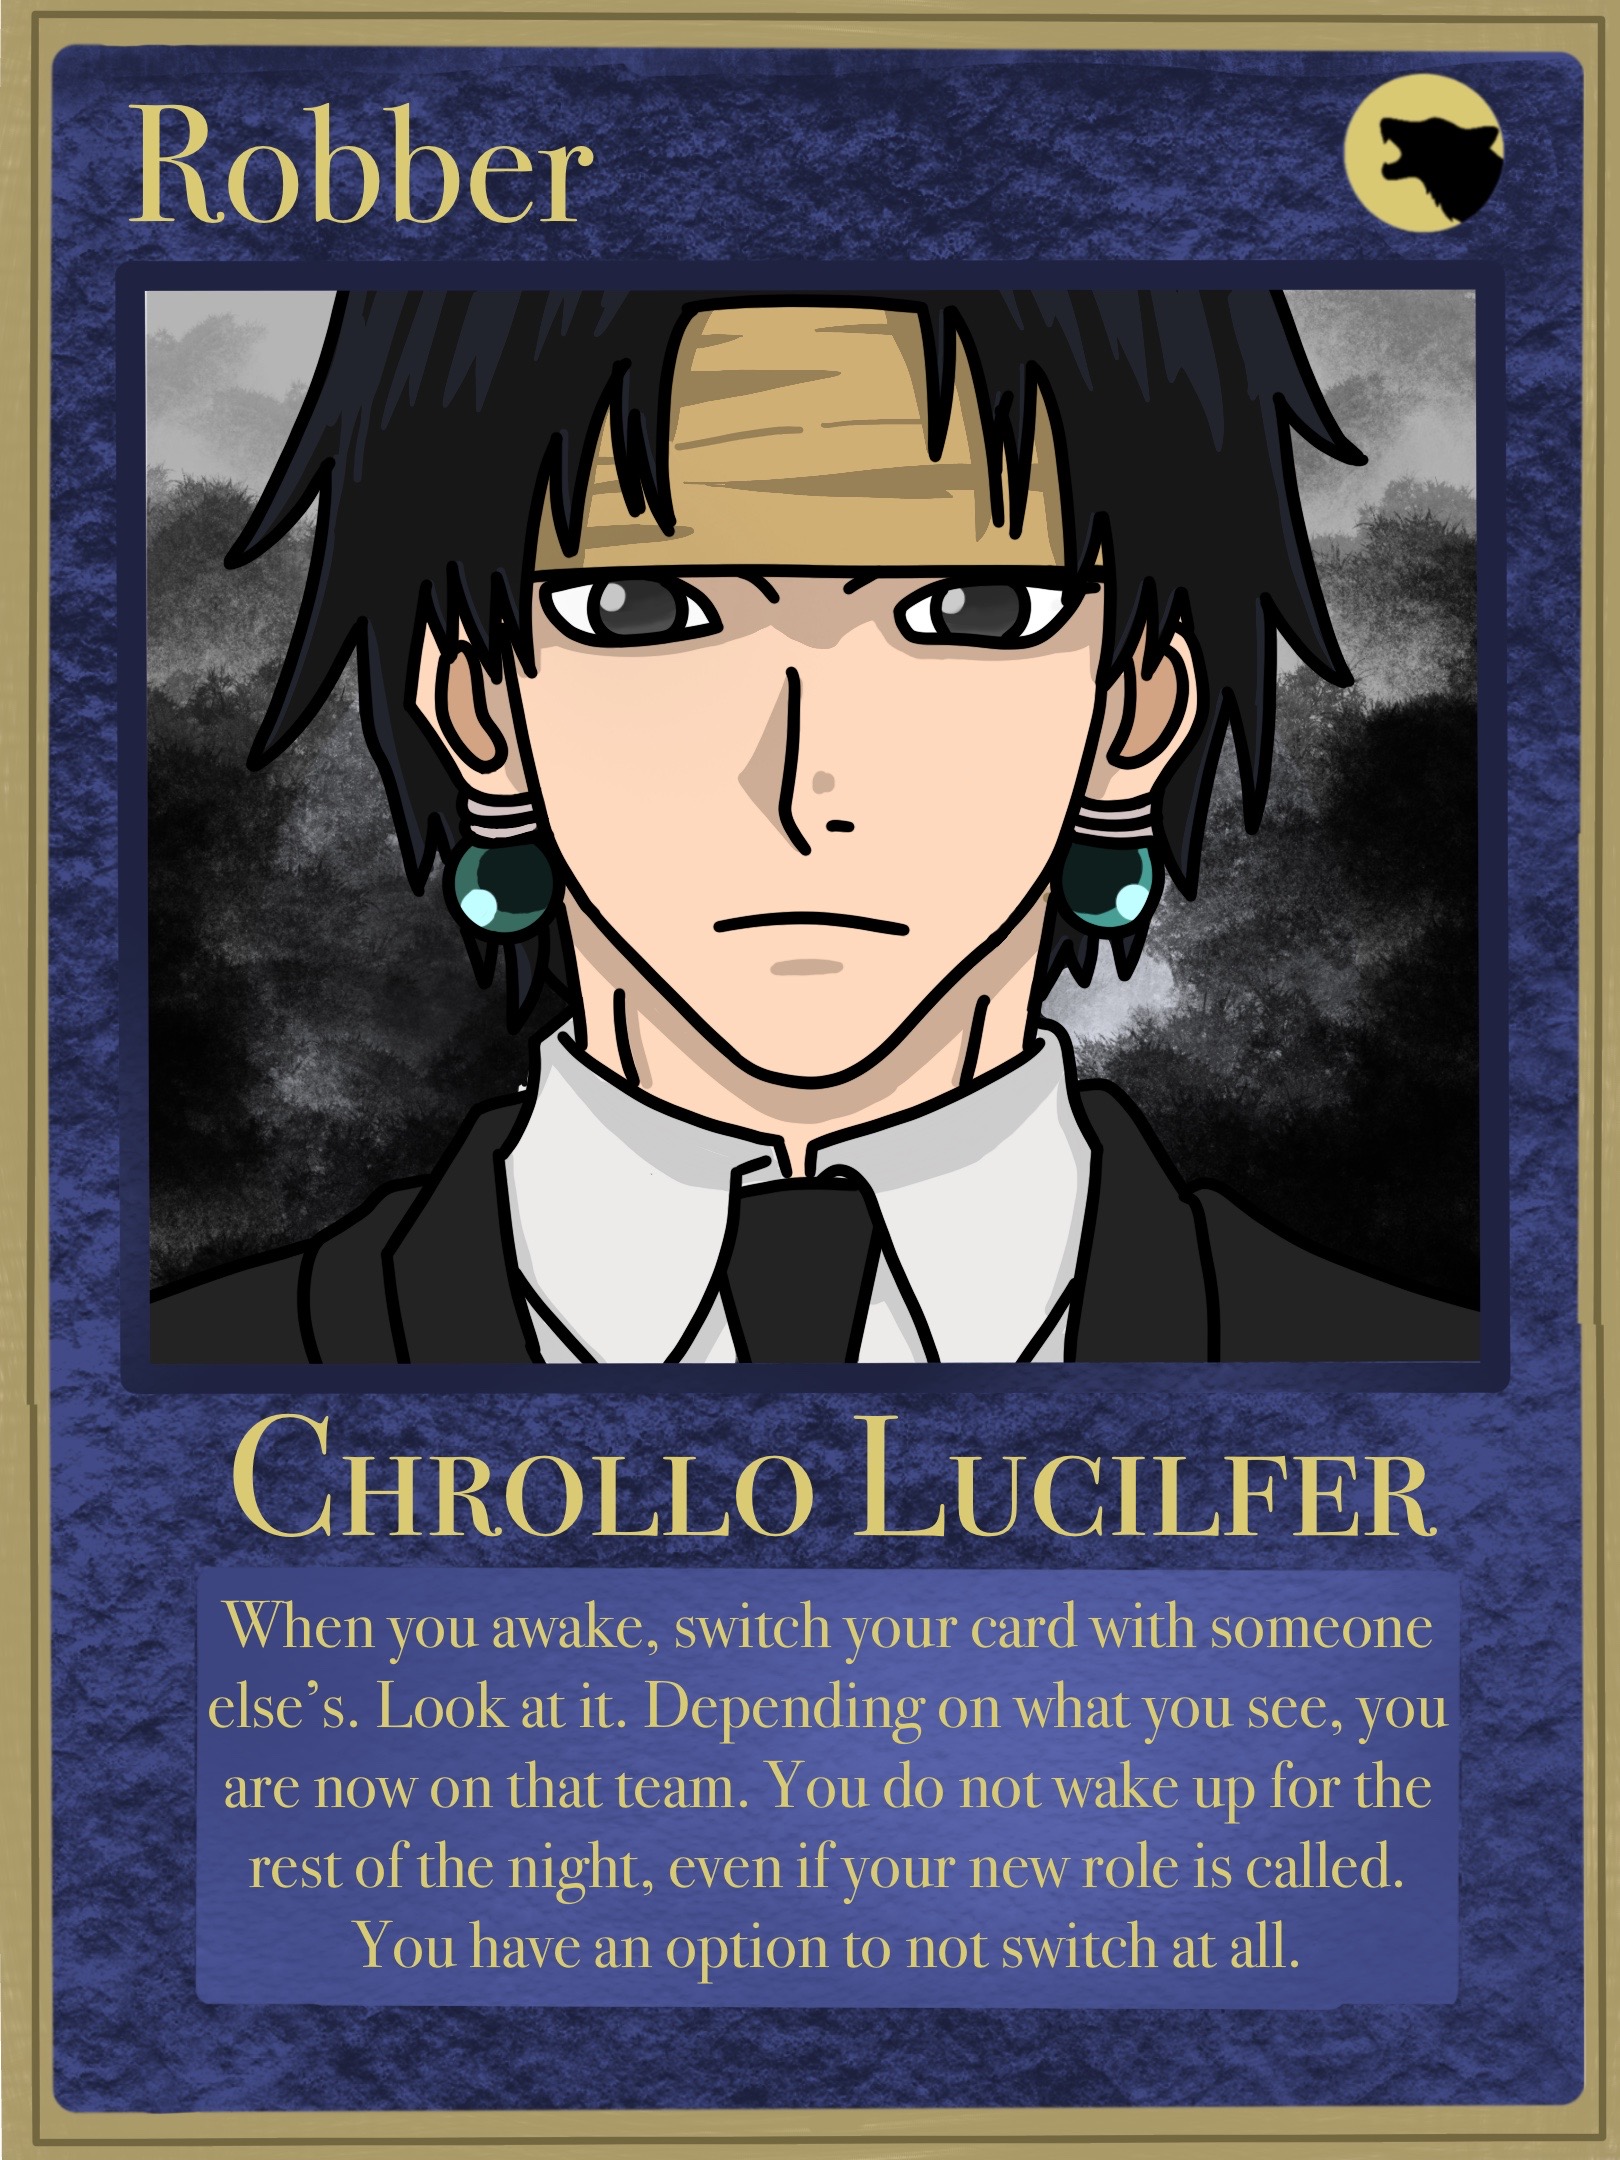 Robber
Chrollo Lucilfer
When you awake, switch your card with someone
else’s. Look at it. Depending on what you see, you
are now on that team. You do not wake up for the
rest of the night, even if your new role is called.
You have an option to not switch at all.